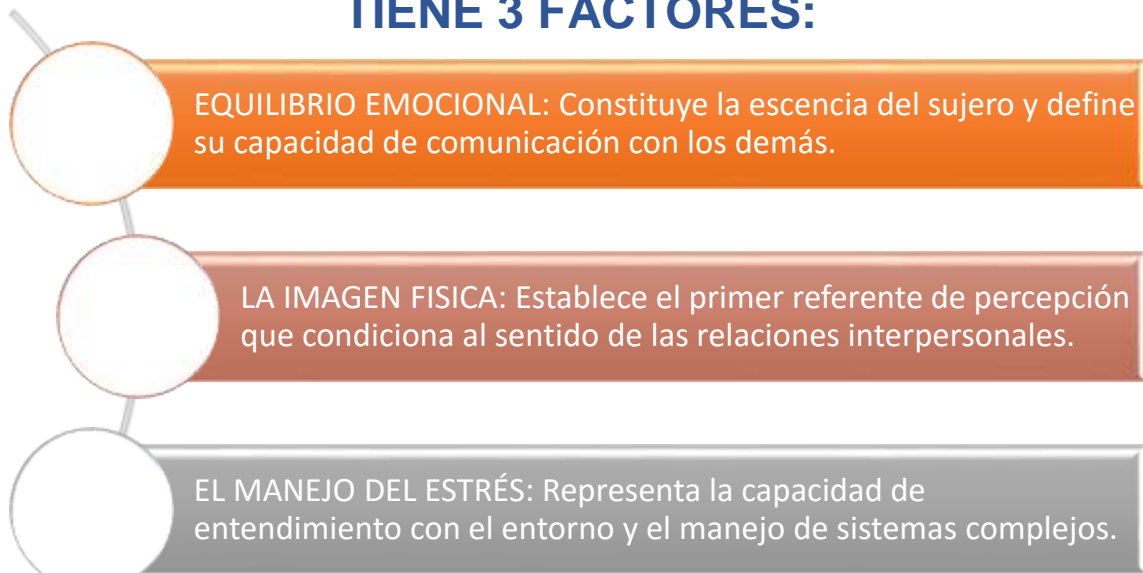 TIENE 3 FACTORES:
EQUILIBRIO EMOCIONAL: Constituye la escencia del sujero y define
su capacidad de comunicación con los demás.
LA IMAGEN FISICA: Establece el primer referente de percepción
que condiciona al sentido de las relaciones interpersonales.
EL MANEJO DEL ESTRÉS: Representa la capacidad de
entendimiento con el entorno y el manejo de sistemas complejos.